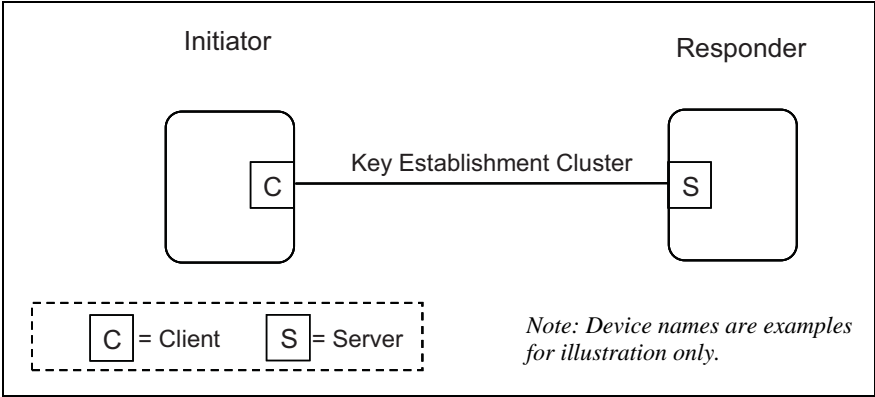 Initiator
Responder
Key Establishment Cluster
C
S
C = Client
S = Server
Note: Device names are examples
for illustration only.